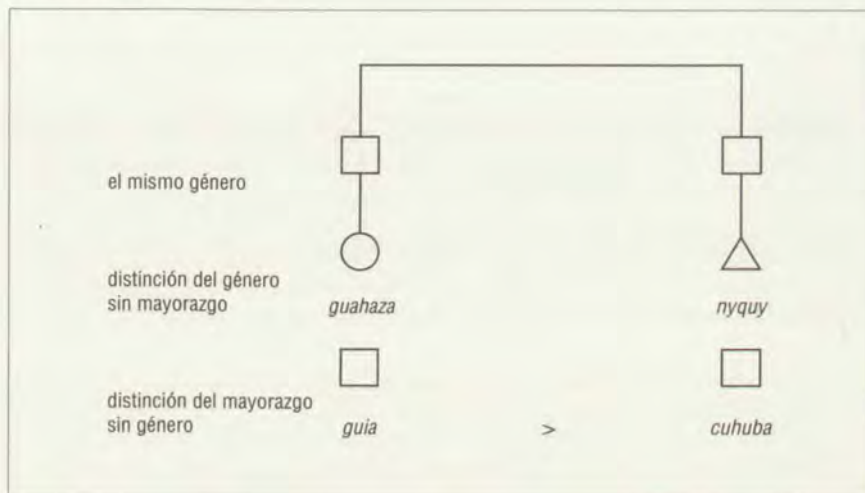 el mismo género
distinción del género
sin mayorazgo
guahaza
nyquy
distinción del mayorazgo
sin género
guia > cuhuba